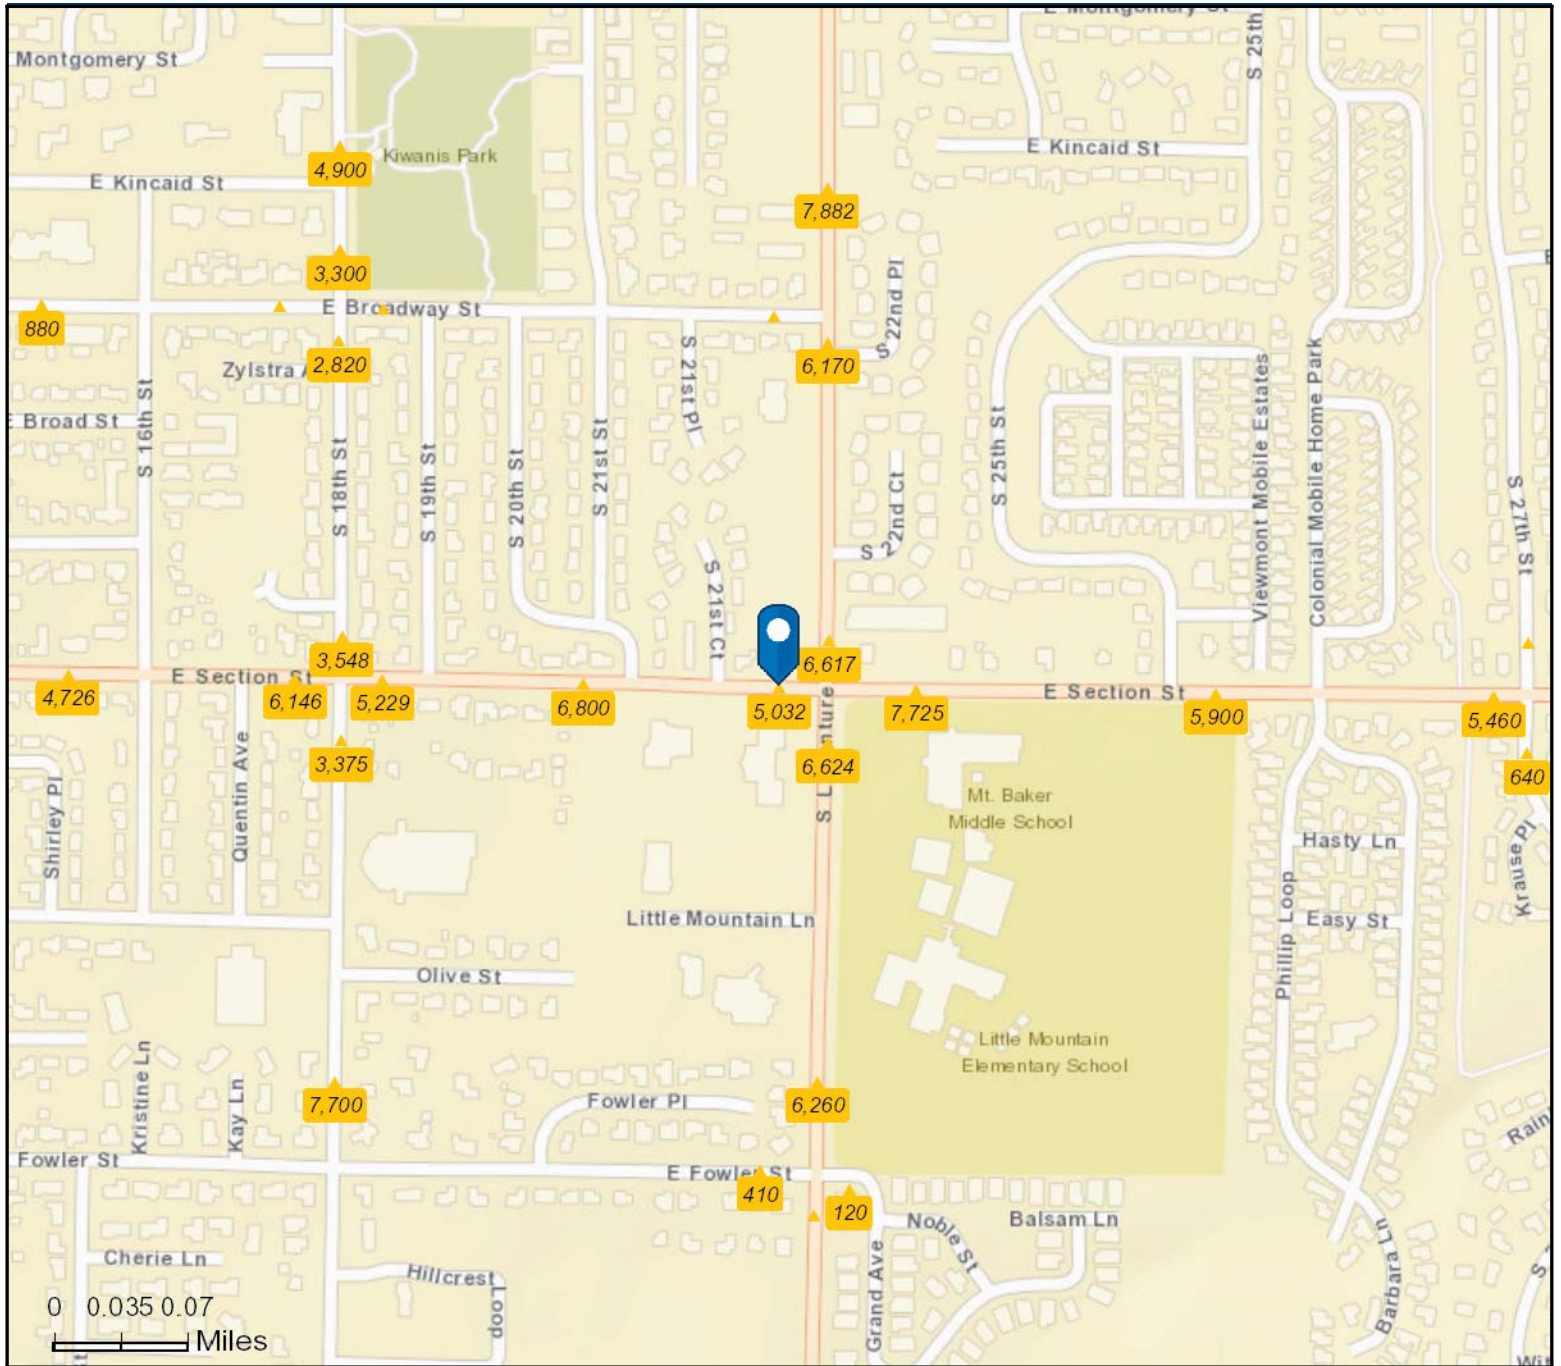 E Montgomery St
Montgomery St
S 25th
Kiwanis Park
4,900
E Kincaid St
E Kincaid St
7,882
3,300
S 22nd Pl
E Broadway St
880
2,820
Zylstra
6,170
S 21st Pl
E Broad St
S 16th St
S 18th St
S 19th St
S 20th St
S 21st St
S 22nd Ct
S 25th St
Viewmont Mobile Estates
Colonial Mobile Home Park
S 27th St
S 21st Ct
3,548
6,617
E Section St
E Section St
4,726
6,146
5,229
6,800
5,032
7,725
5,900
5,460
3,375
6,624
640
Shirley Pl
Quentin Ave
Mt. Baker
Middle School
Hasty Ln
Krause Pl
Little Mountain Ln
Phillip Loop
Easy St
Olive St
Little Mountain
Elementary School
Kristine Ln
Kay Ln
7,700
Fowler Pl
6,260
Fowler St
E Fowler St
410
120
Noble St
Balsam Ln
Cherie Ln
Hillcrest Loop
Grand Ave
Barbara Ln
0 0.035 0.07
Miles